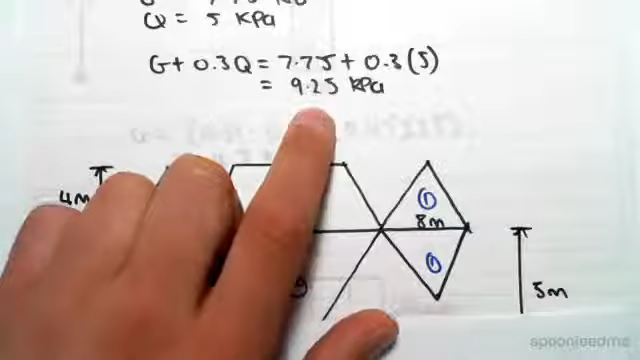 Q = 5 kPa
G + 0.3Q = 7.75 + 0.3(5)
= 9.25 kPa
4m
1
8m
1
5m
spoonfeedme